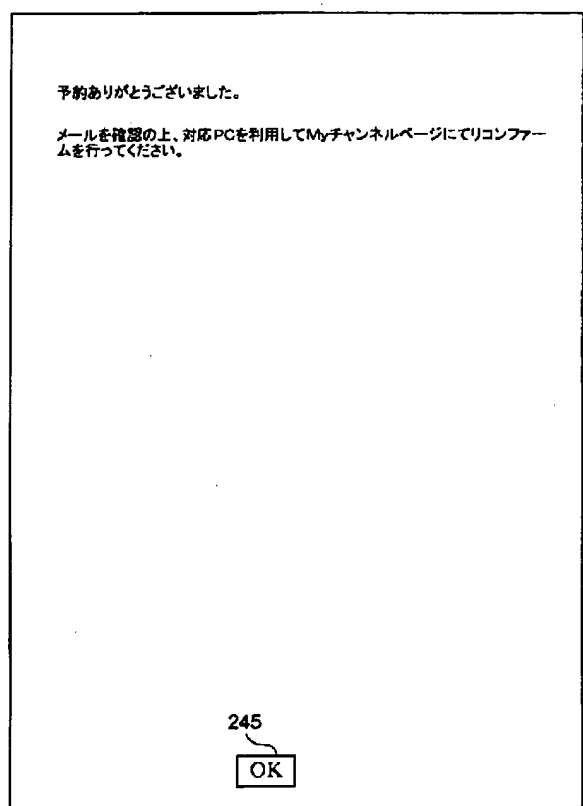 予約ありがとうございました。
メールを確認の上、対応PCを利用してMyチャンネルページにてリコンファー
ムを行ってください。
245
OK